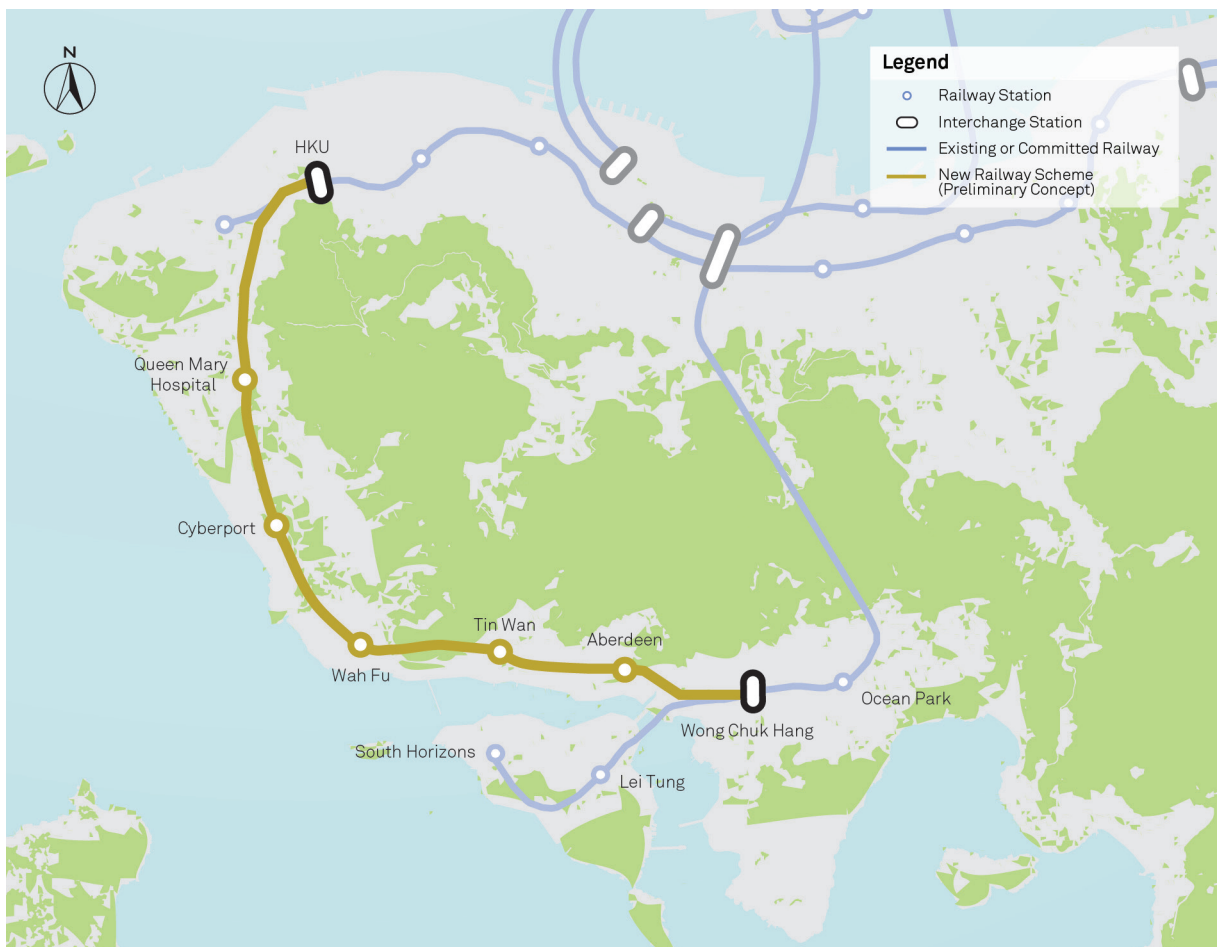 N
Legend
Railway Station
Interchange Station
Existing or Committed Railway
New Railway Scheme
(Preliminary Concept)
HKU
Queen Mary
Hospital
Cyberport
Wah Fu
Tin Wan
Aberdeen
Wong Chuk Hang
Ocean Park
South Horizons
Lei Tung